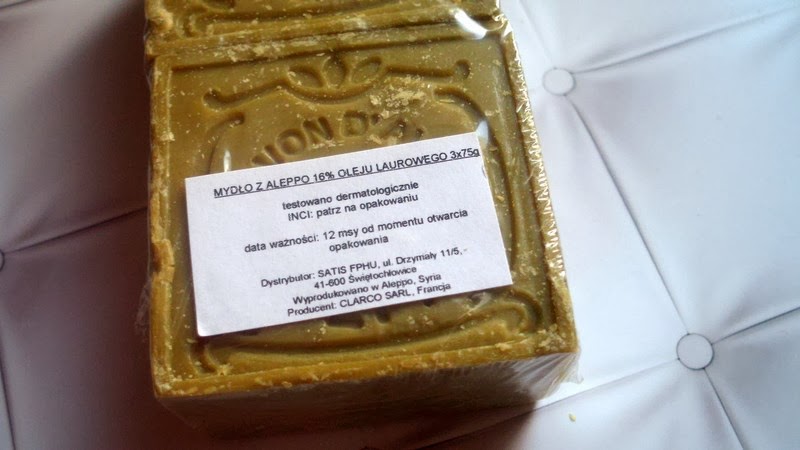 VON D'A
MYDŁO Z ALEPPO 16% OLEJU LAUROWEGO 3x75g
testowano dermatologicznie
INCI: patrz na opakowaniu
data ważności: 12 msy od momentu otwarcia
opakowania
Dystrybutor: SATIS FPHU, ul. Drzymały 11/5,-
41-600 Świętochłowice
Wyprodukowano w Aleppo, Syria
Producent: CLARCO SARL, Francja